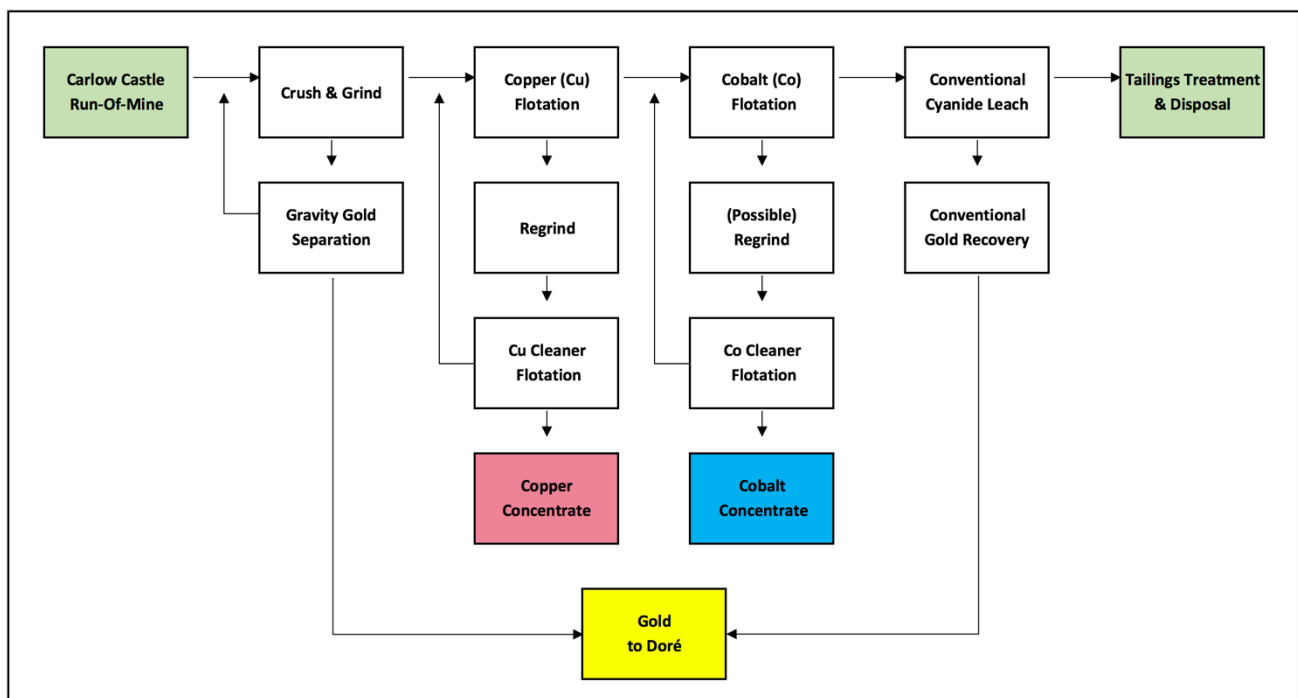 Carlow Castle
Run-Of-Mine
Crush & Grind
Copper (Cu)
Flotation
Cobalt (Co)
Flotation
Conventional
Cyanide Leach
Tailings Treatment
& Disposal
Gravity Gold
Separation
Regrind
(Possible)
Regrind
Conventional
Gold Recovery
Cu Cleaner
Flotation
Co Cleaner
Flotation
Copper
Concentrate
Cobalt
Concentrate
Gold
to Doré